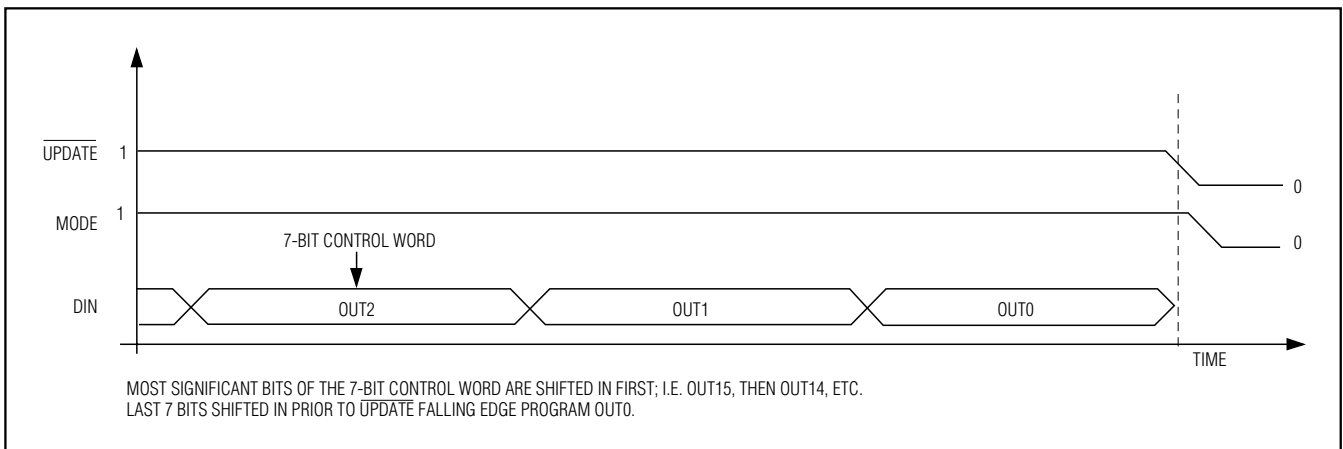 UPDATE 1
0
MODE 1
0
7-BIT CONTROL WORD
DIN OUT2 OUT1 OUT0
TIME
MOST SIGNIFICANT BITS OF THE 7-BIT CONTROL WORD ARE SHIFTED IN FIRST; I.E. OUT15, THEN OUT14, ETC.
LAST 7 BITS SHIFTED IN PRIOR TO UPDATE FALLING EDGE PROGRAM OUT0.